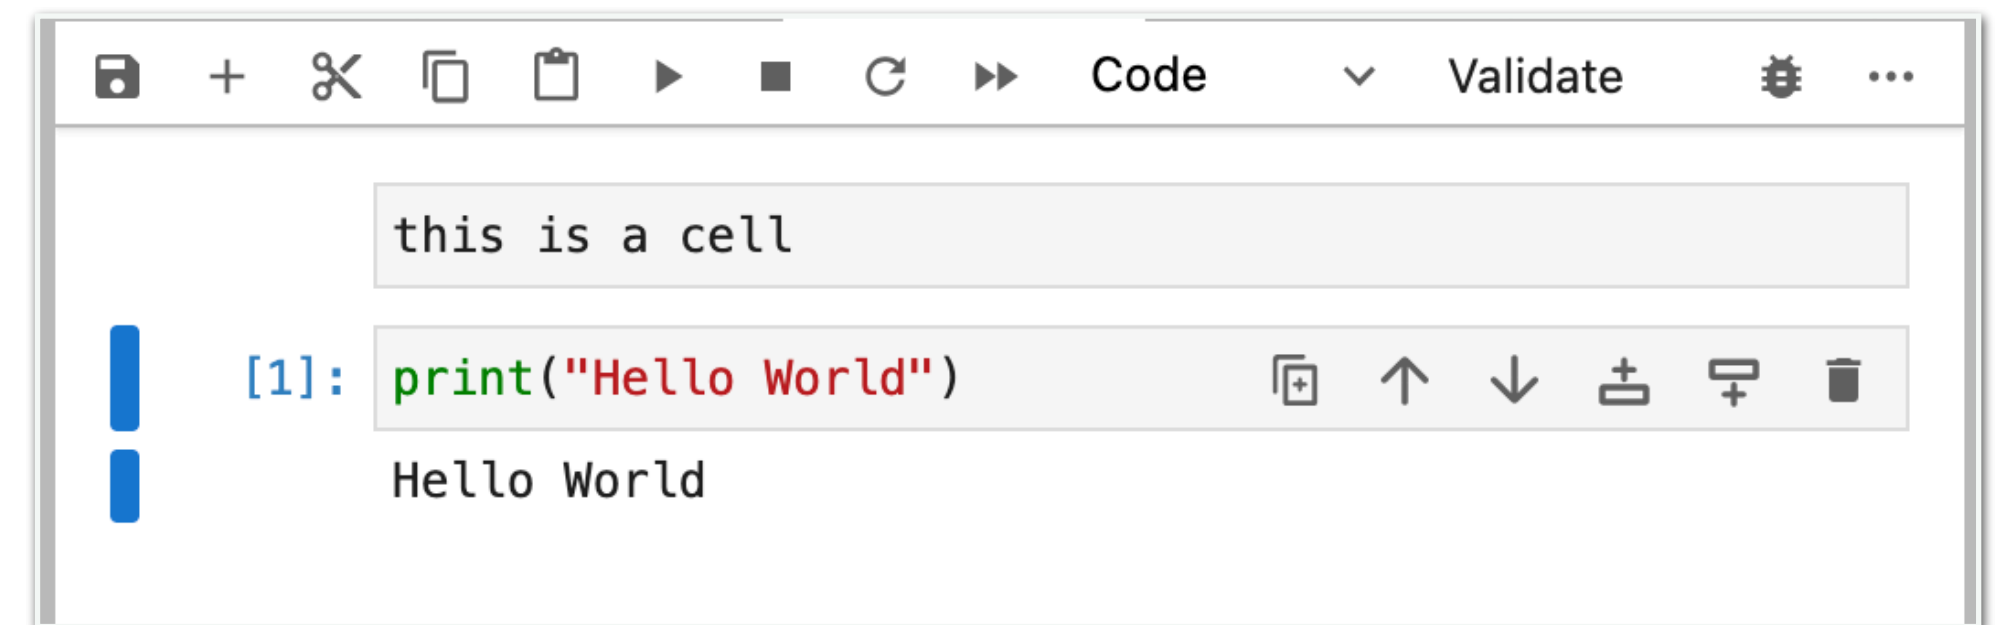 Code Validate
this is a cell
[1]: print("Hello World")
Hello World